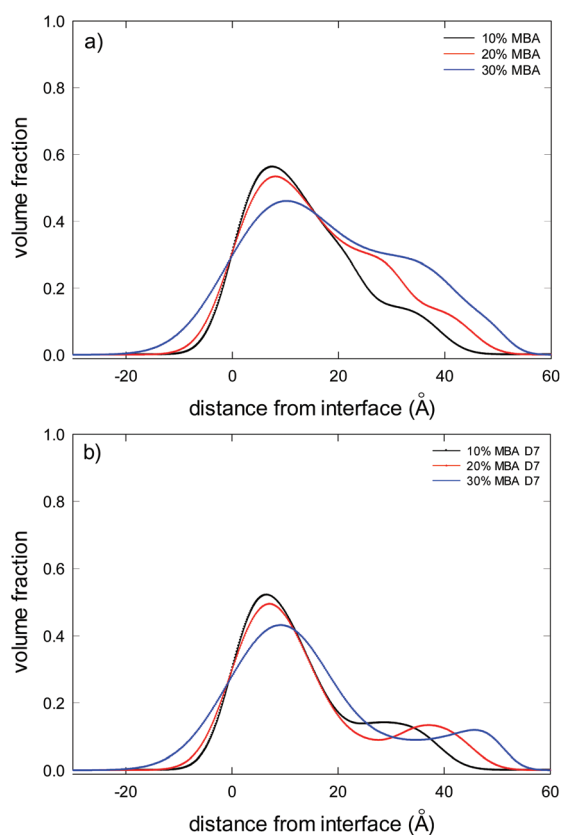 a)
10% MBA
20% MBA
30% MBA
1.0
0.8
0.6
0.4
0.2
0.0
volume fraction
-20
0
20
40
60
distance from interface (Å)
b)
10% MBA D7
20% MBA D7
30% MBA D7
1.0
0.8
0.6
0.4
0.2
0.0
volume fraction
-20
0
20
40
60
distance from interface (Å)